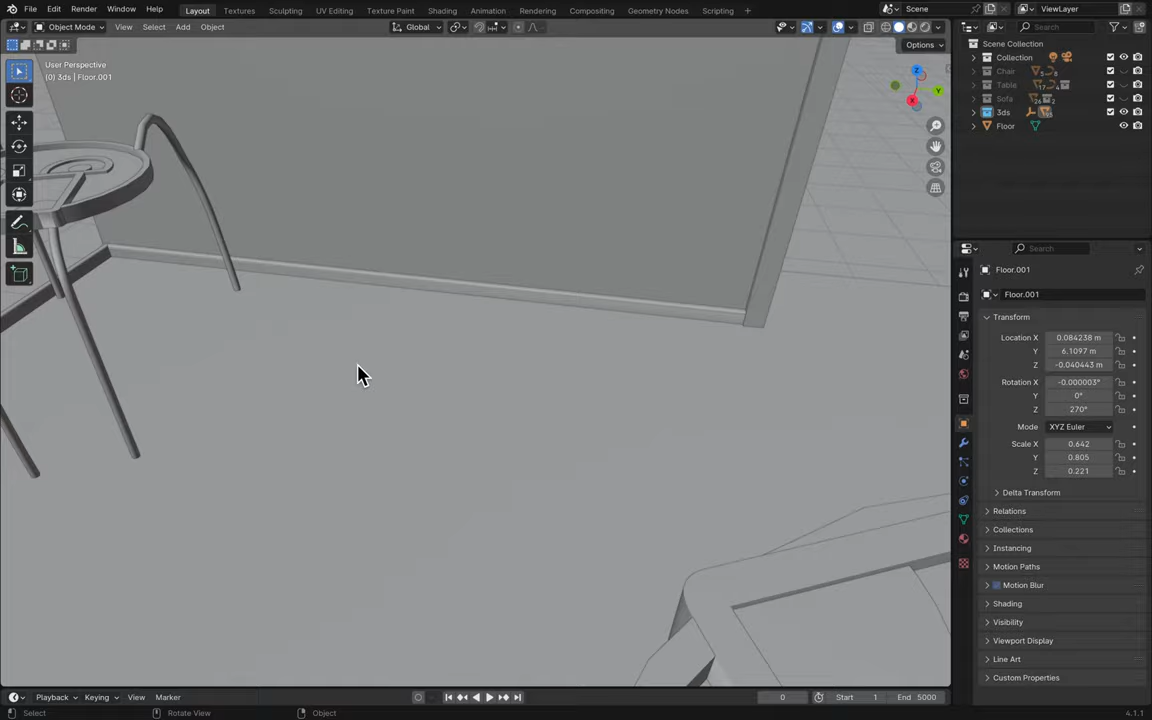 File Edit Render Window Help Layout Textures Sculpting UV Editing Texture Paint Shading Animation Rendering Compositing Geometry Nodes Scripting + Scene ViewLayer
Object Mode View Select Add Object Global Search
Options
User Perspective
(0) 3ds | Floor.001
Z
Y
X
Scene Collection
Collection
Chair
Table
Sofa
3ds
Floor
Search
Floor.001
Floor.001
Transform
Location X 0.084238 m
Y 6.1097 m
Z -0.040443 m
Rotation X -0.000003°
Y 0°
Z 270°
Mode XYZ Euler
Scale X 0.642
Y 0.805
Z 0.221
Delta Transform
Relations
Collections
Instancing
Motion Paths
Motion Blur
Shading
Visibility
Viewport Display
Line Art
Custom Properties
Playback Keying View Marker 0 Start 1 End 5000
Select Rotate View Object 4.1.1